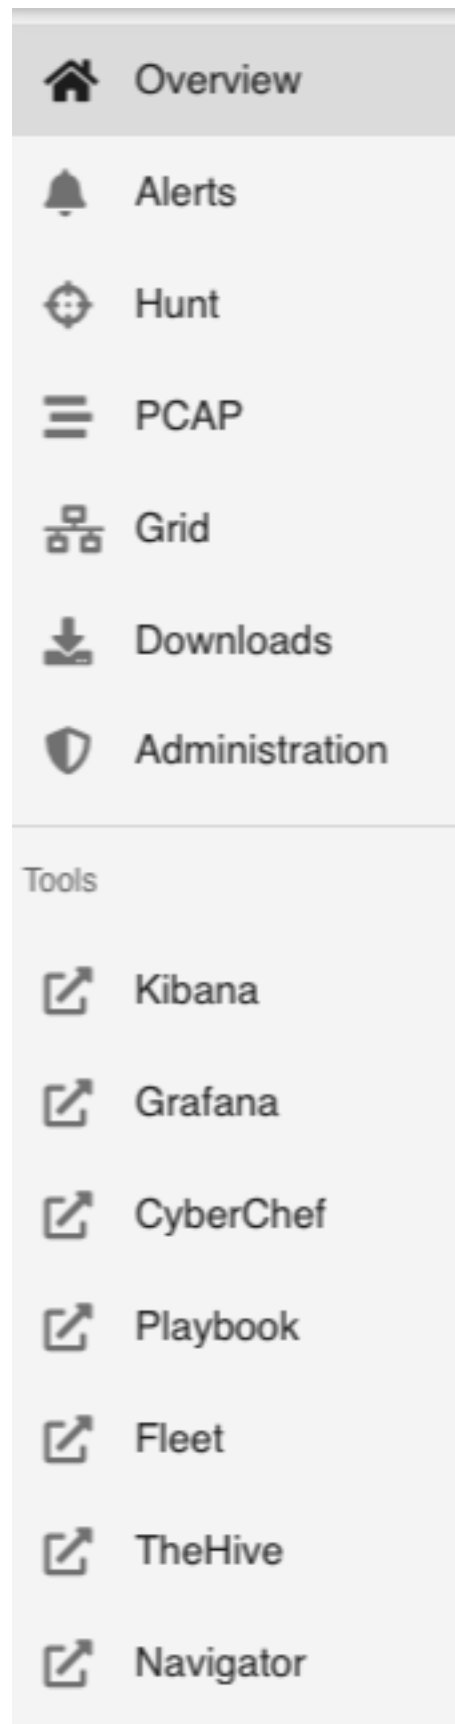 Overview
Alerts
Hunt
PCAP
Grid
Downloads
Administration
Tools
Kibana
Grafana
CyberChef
Playbook
Fleet
TheHive
Navigator